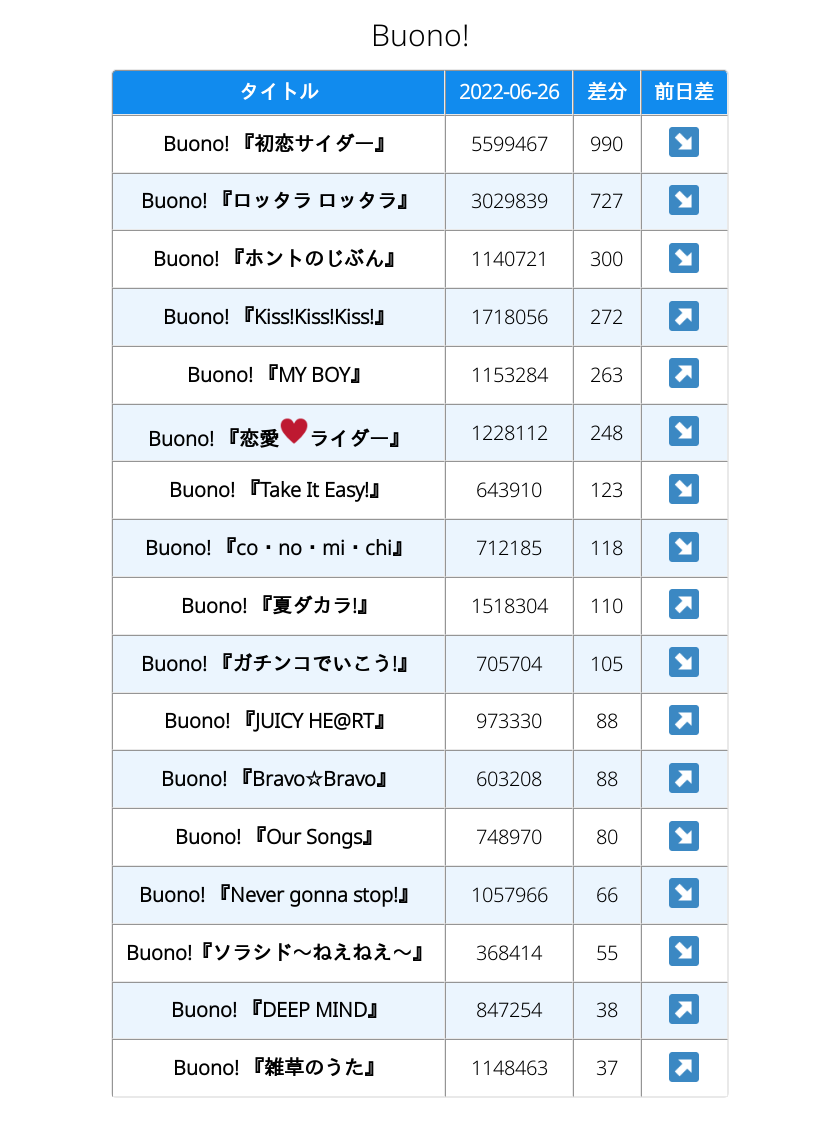 Buono!
タイトル 2022-06-26 差分 前日差
Buono! 『初恋サイダー』 5599467 990 ↘
Buono! 『ロッタラ ロッタラ』 3029839 727 ↘
Buono! 『ホントのじぶん』 1140721 300 ↘
Buono! 『Kiss!Kiss!Kiss!』 1718056 272 ↗
Buono! 『MY BOY』 1153284 263 ↗
Buono! 『恋愛♥ライダー』 1228112 248 ↘
Buono! 『Take It Easy!』 643910 123 ↘
Buono! 『co・no・mi・chi』 712185 118 ↘
Buono! 『夏ダカラ!』 1518304 110 ↗
Buono! 『ガチンコでいこう!』 705704 105 ↘
Buono! 『JUICY HE@RT』 973330 88 ↗
Buono! 『Bravo☆Bravo』 603208 88 ↗
Buono! 『Our Songs』 748970 80 ↘
Buono! 『Never gonna stop!』 1057966 66 ↘
Buono!『ソラシド〜ねえねえ〜』 368414 55 ↘
Buono! 『DEEP MIND』 847254 38 ↗
Buono! 『雑草のうた』 1148463 37 ↗